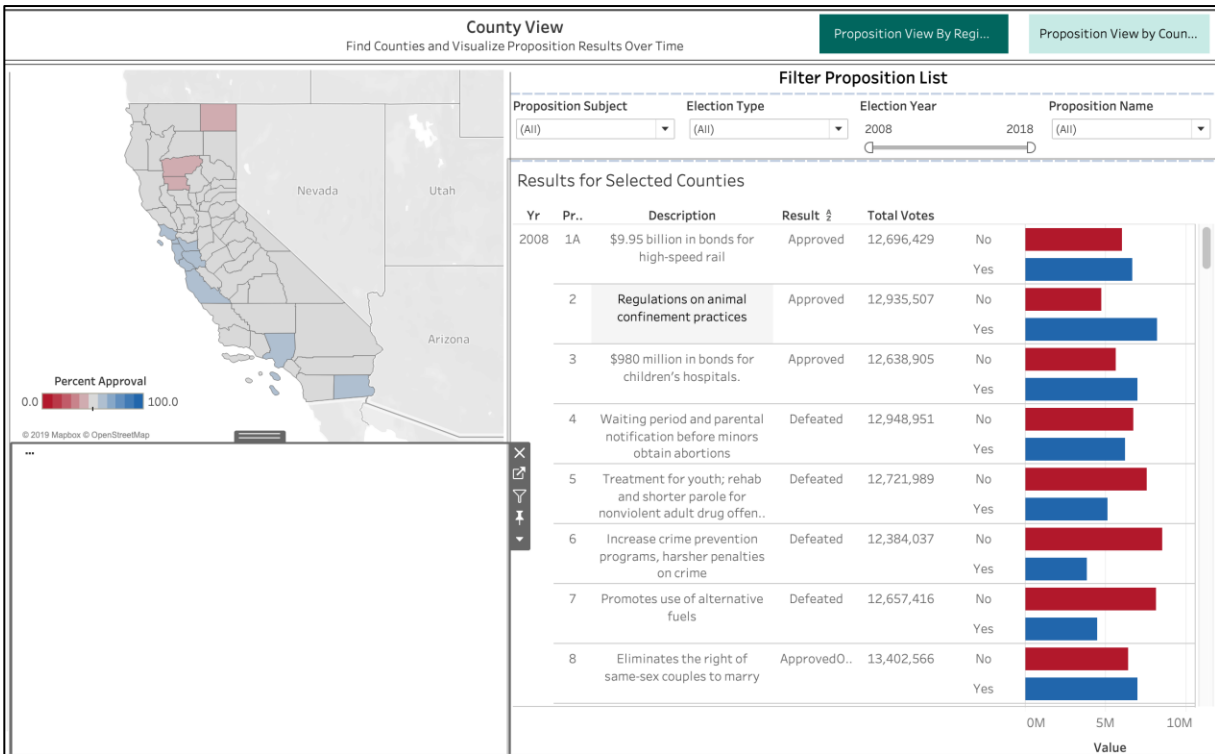 County View
Find Counties and Visualize Proposition Results Over Time
Proposition View By Regi...
Proposition View by Coun...
Nevada
Utah
Arizona
Percent Approval
0.0
100.0
© 2019 Mapbox © OpenStreetMap
...
Filter Proposition List
Proposition Subject
Election Type
Election Year
Proposition Name
(All)
(All)
2008
2018
(All)
Results for Selected Counties
Yr Pr.. Description Result Total Votes
2008 1A $9.95 billion in bonds for Approved 12,696,429 No
high-speed rail
Yes
2 Regulations on animal Approved 12,935,507 No
confinement practices
Yes
3 $980 million in bonds for Approved 12,638,905 No
children's hospitals.
Yes
4 Waiting period and parental Defeated 12,948,951 No
notification before minors
obtain abortions Yes
5 Treatment for youth; rehab Defeated 12,721,989 No
and shorter parole for
nonviolent adult drug offen.. Yes
6 Increase crime prevention Defeated 12,384,037 No
programs, harsher penalties
on crime Yes
7 Promotes use of alternative Defeated 12,657,416 No
fuels
Yes
8 Eliminates the right of ApprovedO.. 13,402,566 No
same-sex couples to marry
Yes
0M 5M 10M
Value